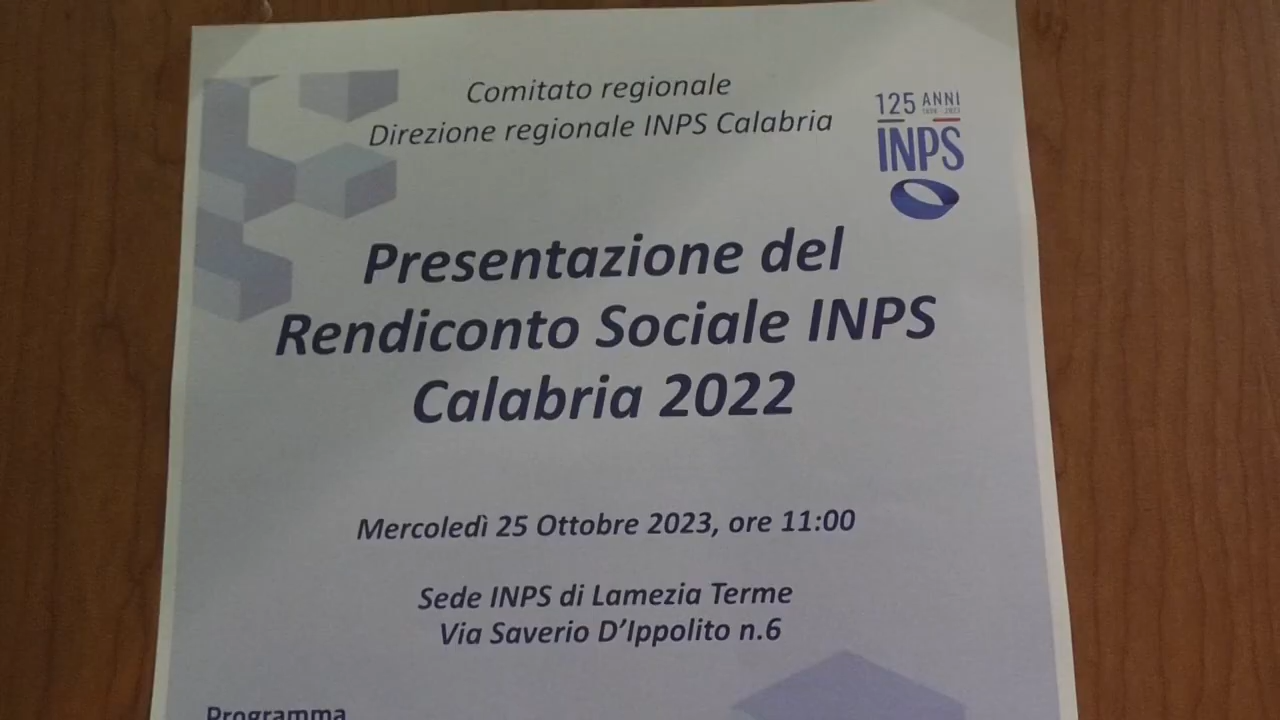 Comitato regionale
Direzione regionale INPS Calabria
125 ANNI
INPS
Presentazione del
Rendiconto Sociale INPS
Calabria 2022
Mercoledì 25 Ottobre 2023, ore 11:00
Sede INPS di Lamezia Terme
Via Saverio D'Ippolito n.6
Programma